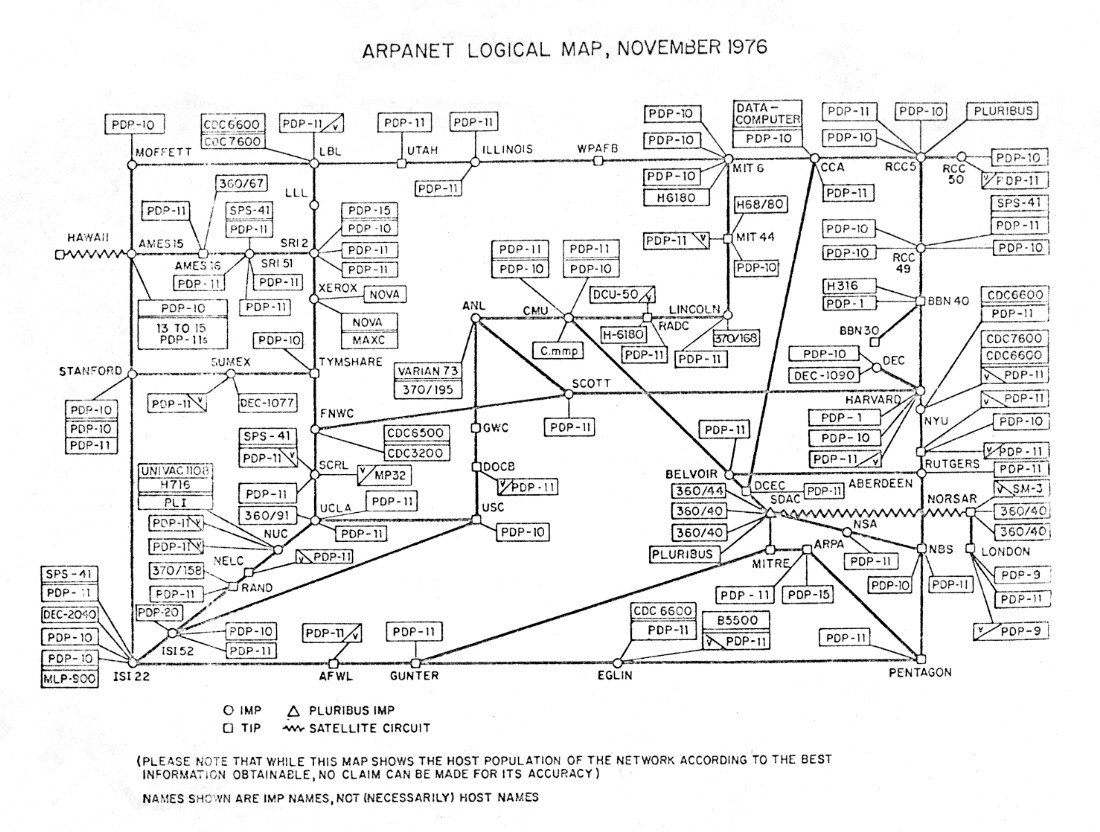 ARPANET LOGICAL MAP, NOVEMBER 1976
PDP-10
MOFFETT
CDC6600
CDC7600
PDP-11 V
LBL
PDP-11
UTAH
PDP-11
ILLINOIS
PDP-11
WPAFB
PDP-10
PDP-10
PDP-10
H6180
MIT 6
DATA-
COMPUTER
PDP-10
CCA
PDP-11
PDP-11
PDP-10
PDP-10
RCC5
PLURIBUS
RCC
50
PDP-10
V PDP-11
LLL
360/67
PDP-11
HAWAII
AMES15
AMES16
PDP-11
SPS-41
PDP-11
SRI 51
PDP-11
PDP-11
SRI 2
PDP-15
PDP-10
PDP-11
PDP-11
H68/80
PDP-11 V
MIT 44
PDP-10
PDP-10
PDP-10
RCC
49
SPS-41
PDP-11
PDP-10
PDP-10
13 TO 15
PDP-11s
XEROX
NOVA
NOVA
MAXC
ANL
VARIAN 73
370/195
PDP-11
PDP-10
PDP-11
PDP-10
CMU
C.mmp
DCU-50 V
H-6180
RADC
PDP-11
LINCOLN
PDP-11
370/168
H316
PDP-1
BBN 40
BBN30
CDC6600
PDP-11
CDC7600
CDC6600
V PDP-11
V PDP-11
PDP-10
STANFORD
PDP-10
PDP-10
PDP-11
SUMEX
PDP-11 V
DEC-1077
PDP-10
TYMSHARE
SCOTT
PDP-11
PDP-10
DEC-1090
DEC
HARVARD
PDP-1
PDP-10
PDP-11 V
NYU
FNWC
CDC6500
CDC3200
GWC
SPS-41
PDP-11 V
SCRL
V MP32
PDP-11
DOCB
V PDP-11
PDP-11
BELVOIR
DCEC
PDP-11
ABERDEEN
RUTGERS
V PDP-11
PDP-11
UNIVAC 1108
H716
PLI
PDP-11 V
PDP-11 V
NUC
360/91
UCLA
PDP-11
PDP-11
USC
PDP-10
360/44
360/40
360/40
PLURIBUS
SDAC
NORSAR
V SM-3
360/40
360/40
NSA
PDP-11
NELC
V PDP-11
370/158
PDP-11
RAND
MITRE
ARPA
PDP-11
PDP-15
NBS
PDP-10
PDP-11
LONDON
PDP-9
PDP-11
V PDP-9
SPS-41
PDP-11
DEC-2040
PDP-10
PDP-10
MLP-900
ISI 22
PDP-20
PDP-10
PDP-11
ISI 52
PDP-11 V
AFWL
PDP-11
GUNTER
CDC 6600
PDP-11
B5500
V PDP-11
EGLIN
PDP-11
PENTAGON
IMP
PLURIBUS IMP
TIP
SATELLITE CIRCUIT
(PLEASE NOTE THAT WHILE THIS MAP SHOWS THE HOST POPULATION OF THE NETWORK ACCORDING TO THE BEST
INFORMATION OBTAINABLE, NO CLAIM CAN BE MADE FOR ITS ACCURACY)
NAMES SHOWN ARE IMP NAMES, NOT (NECESSARILY) HOST NAMES